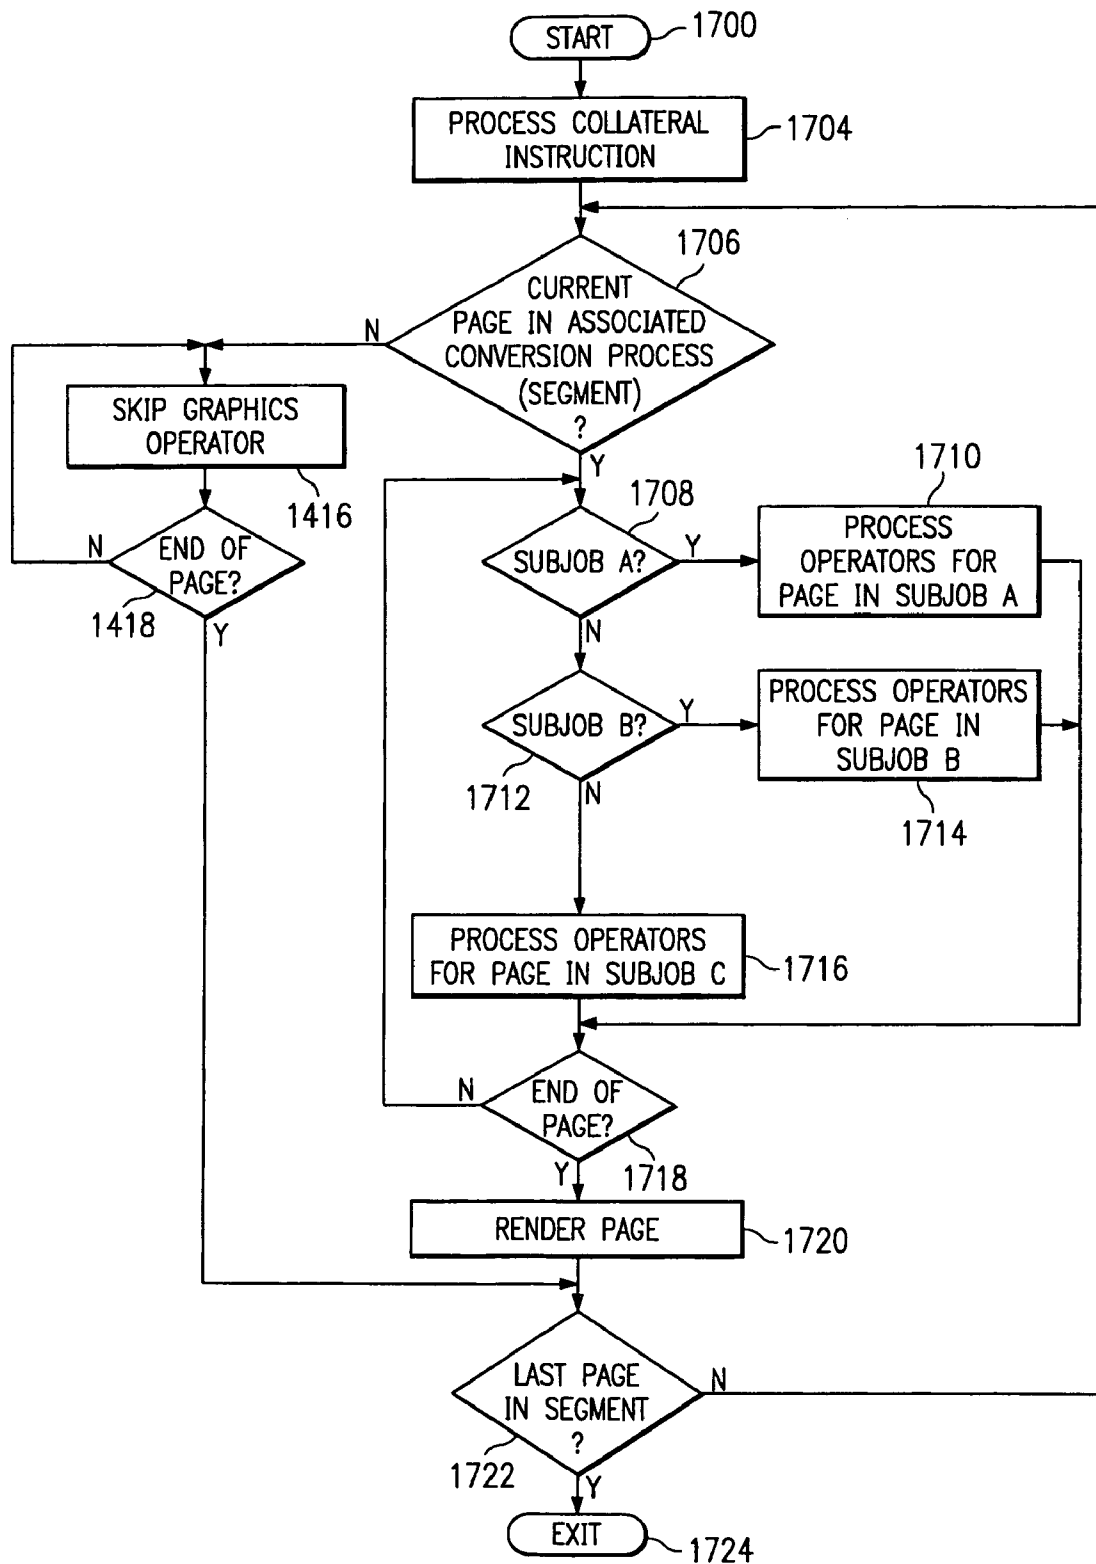 START
1700
PROCESS COLLATERAL
INSTRUCTION
1704
1706
CURRENT
PAGE IN ASSOCIATED
CONVERSION PROCESS
(SEGMENT)
?
N
Y
SKIP GRAPHICS
OPERATOR
1416
END OF
PAGE?
N
1418
Y
1708
SUBJOB A?
Y
N
1710
PROCESS
OPERATORS FOR
PAGE IN SUBJOB A
SUBJOB B?
Y
1712
N
PROCESS OPERATORS
FOR PAGE IN
SUBJOB B
1714
PROCESS OPERATORS
FOR PAGE IN SUBJOB C
1716
N
END OF
PAGE?
1718
Y
RENDER PAGE
1720
LAST PAGE
IN SEGMENT
?
N
1722
Y
EXIT
1724